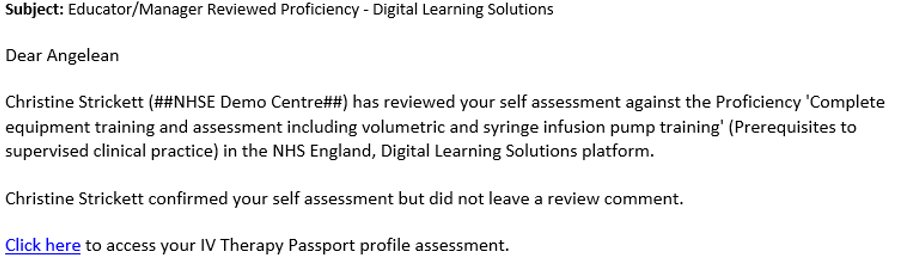 Subject: Educator/Manager Reviewed Proficiency - Digital Learning Solutions
Dear Angelean
Christine Strickett (##NHSE Demo Centre##) has reviewed your self assessment against the Proficiency 'Complete
equipment training and assessment including volumetric and syringe infusion pump training' (Prerequisites to
supervised clinical practice) in the NHS England, Digital Learning Solutions platform.
Christine Strickett confirmed your self assessment but did not leave a review comment.
Click here to access your IV Therapy Passport profile assessment.